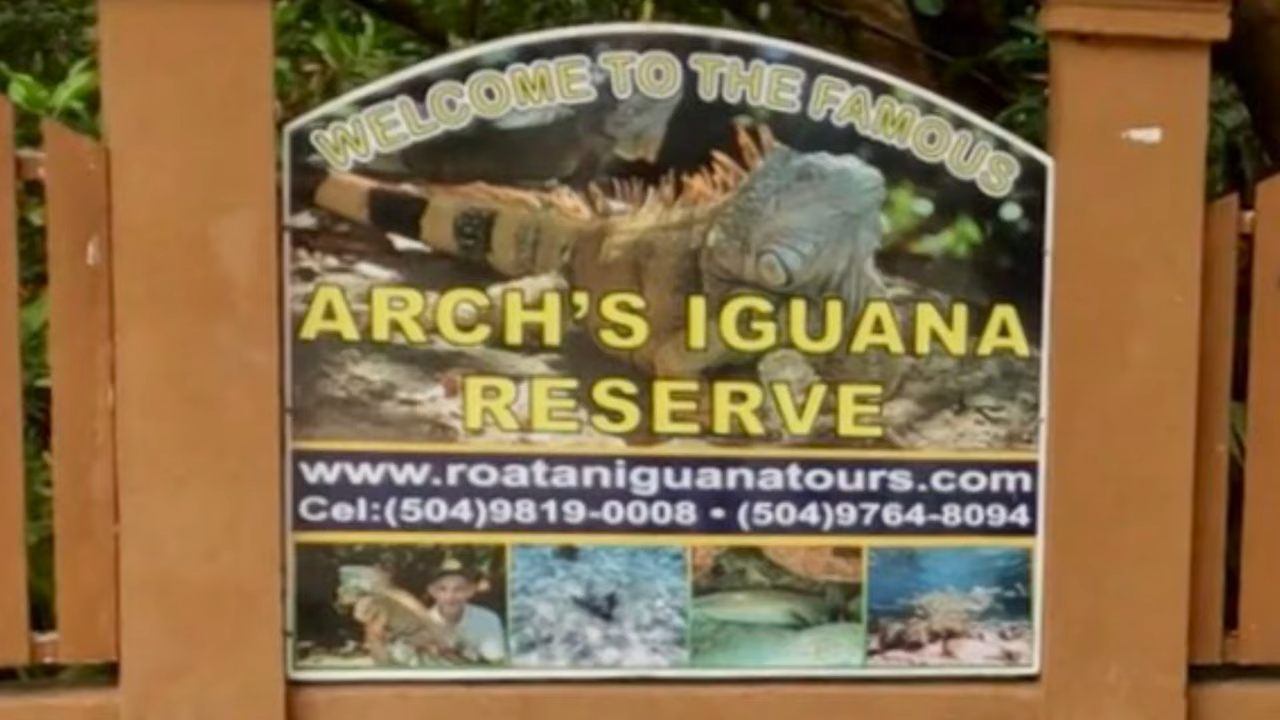 WELCOME TO THE FAMOUS
ARCH'S IGUANA
RESERVE
www.roataniguanatours.com
Cel:(504)9819-0008 • (504)9764-8094